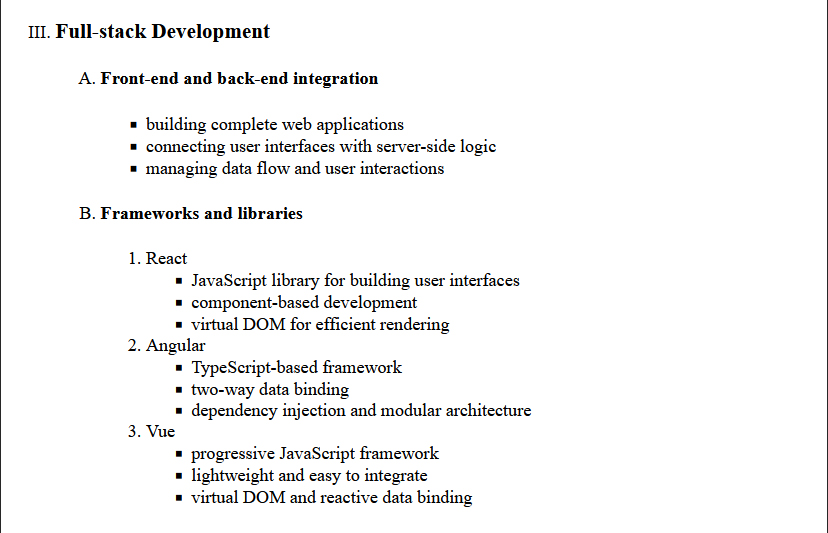 III. Full-stack Development
A. Front-end and back-end integration
▪ building complete web applications
▪ connecting user interfaces with server-side logic
▪ managing data flow and user interactions
B. Frameworks and libraries
1. React
▪ JavaScript library for building user interfaces
▪ component-based development
▪ virtual DOM for efficient rendering
2. Angular
▪ TypeScript-based framework
▪ two-way data binding
▪ dependency injection and modular architecture
3. Vue
▪ progressive JavaScript framework
▪ lightweight and easy to integrate
▪ virtual DOM and reactive data binding